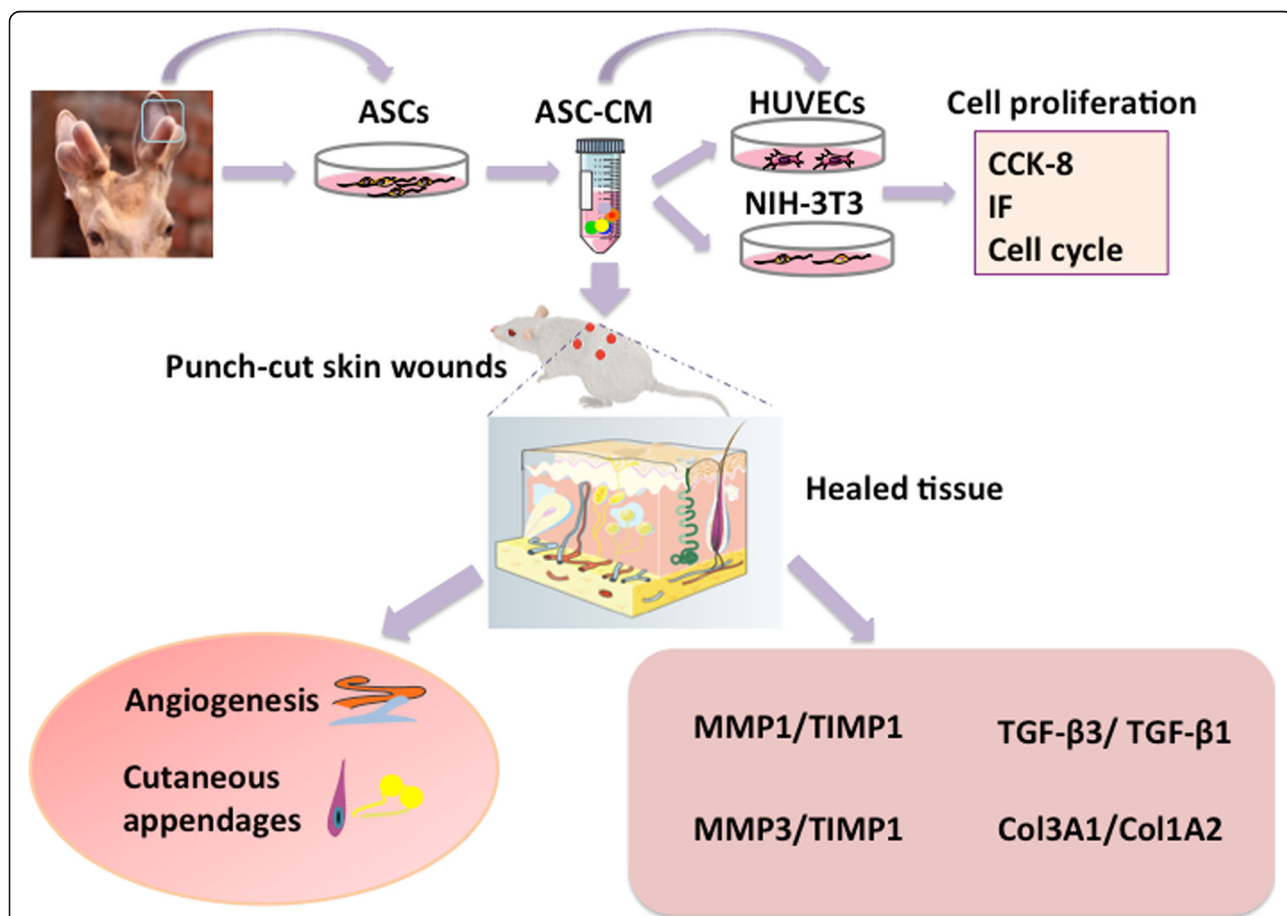 ASCs
ASC-CM
HUVECs
NIH-3T3
Cell proliferation
CCK-8
IF
Cell cycle
Punch-cut skin wounds
Healed tissue
Angiogenesis
Cutaneous
appendages
MMP1/TIMP1
TGF-β3/ TGF-β1
MMP3/TIMP1
Col3A1/Col1A2